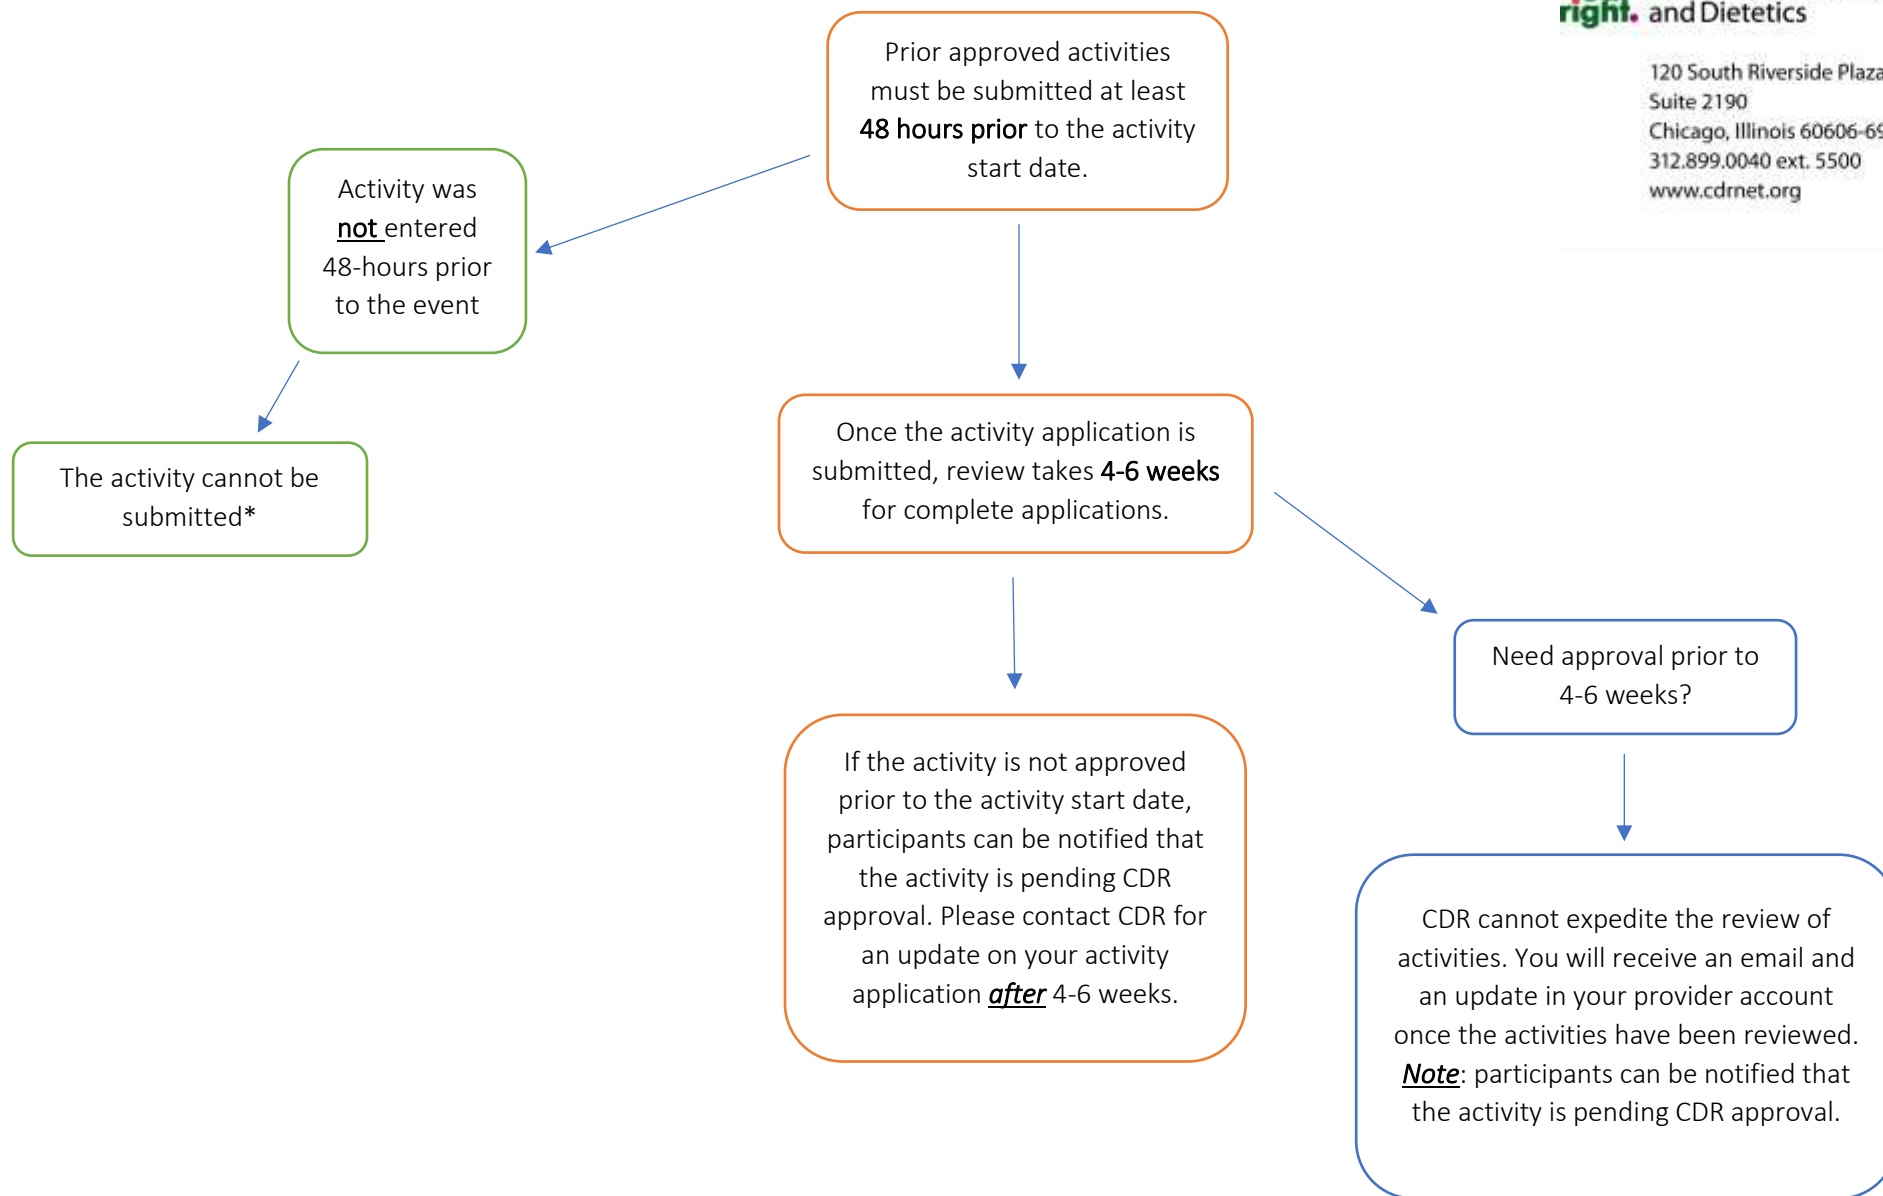 right. and Dietetics
120 South Riverside Plaza
Suite 2190
Chicago, Illinois 60606-69
312.899.0040 ext. 5500
www.cdrnet.org
Prior approved activities
must be submitted at least
48 hours prior to the activity
start date.
Activity was
not entered
48-hours prior
to the event
The activity cannot be
submitted*
Once the activity application is
submitted, review takes 4-6 weeks
for complete applications.
Need approval prior to
4-6 weeks?
If the activity is not approved
prior to the activity start date,
participants can be notified that
the activity is pending CDR
approval. Please contact CDR for
an update on your activity
application after 4-6 weeks.
CDR cannot expedite the review of
activities. You will receive an email and
an update in your provider account
once the activities have been reviewed.
Note: participants can be notified that
the activity is pending CDR approval.